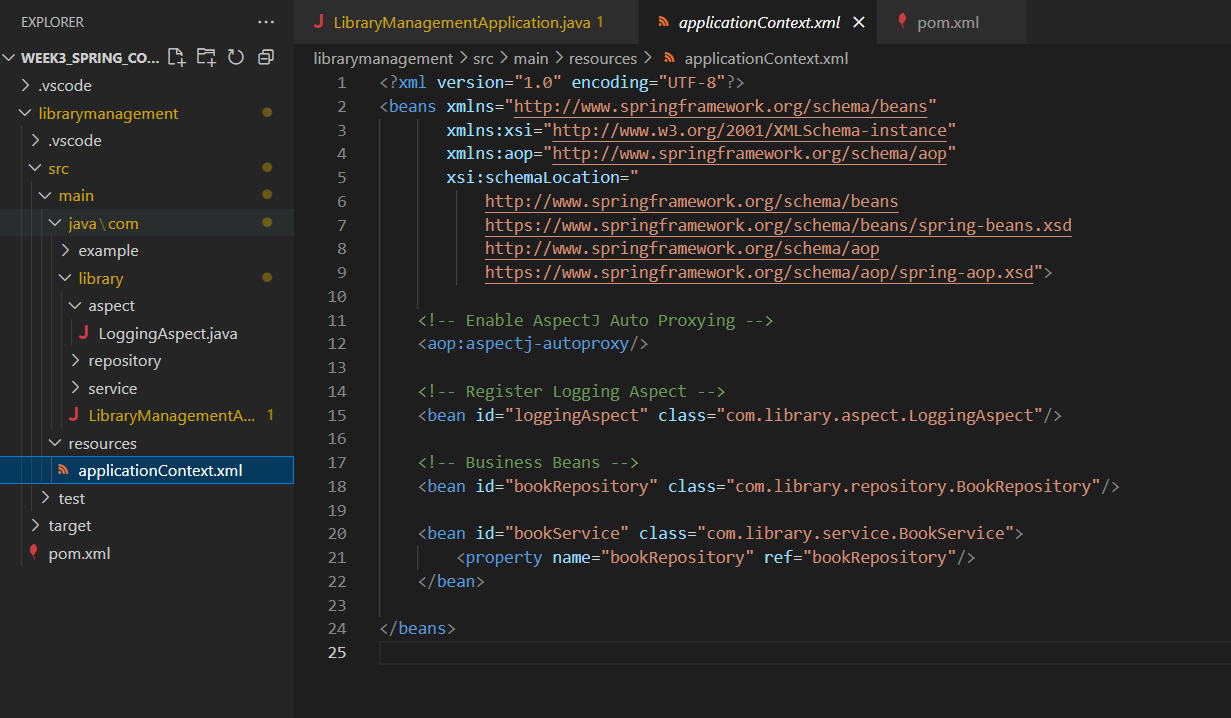 EXPLORER
WEEK3_SPRING_CO...
.vscode
librarymanagement
.vscode
src
main
java\com
example
library
aspect
LoggingAspect.java
repository
service
LibraryManagementA... 1
resources
applicationContext.xml
test
target
pom.xml
LibraryManagementApplication.java 1
applicationContext.xml
pom.xml
librarymanagement > src > main > resources > applicationContext.xml
1 <?xml version="1.0" encoding="UTF-8"?>
2 <beans xmlns="http://www.springframework.org/schema/beans"
3 xmlns:xsi="http://www.w3.org/2001/XMLSchema-instance"
4 xmlns:aop="http://www.springframework.org/schema/aop"
5 xsi:schemaLocation="
6 http://www.springframework.org/schema/beans
7 https://www.springframework.org/schema/beans/spring-beans.xsd
8 http://www.springframework.org/schema/aop
9 https://www.springframework.org/schema/aop/spring-aop.xsd">
10
11 <!-- Enable AspectJ Auto Proxying -->
12 <aop:aspectj-autoproxy/>
13
14 <!-- Register Logging Aspect -->
15 <bean id="loggingAspect" class="com.library.aspect.LoggingAspect"/>
16
17 <!-- Business Beans -->
18 <bean id="bookRepository" class="com.library.repository.BookRepository"/>
19
20 <bean id="bookService" class="com.library.service.BookService">
21 <property name="bookRepository" ref="bookRepository"/>
22 </bean>
23
24 </beans>
25